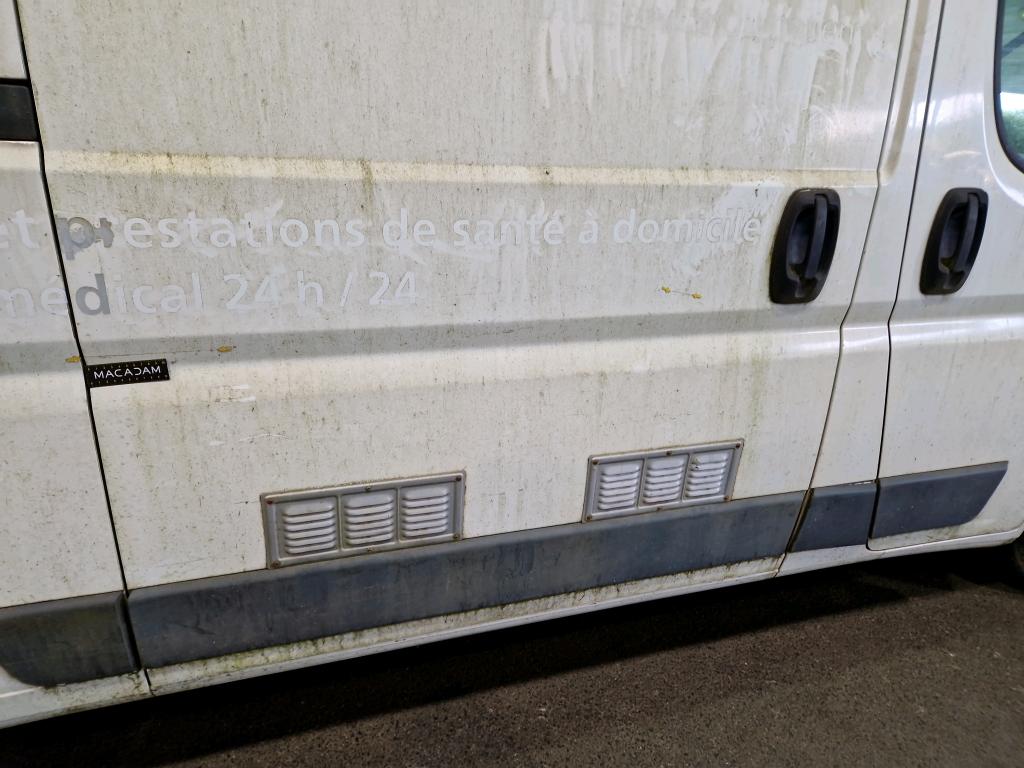 et prestations de santé à domicile
médical 24 h / 24
MACADAM